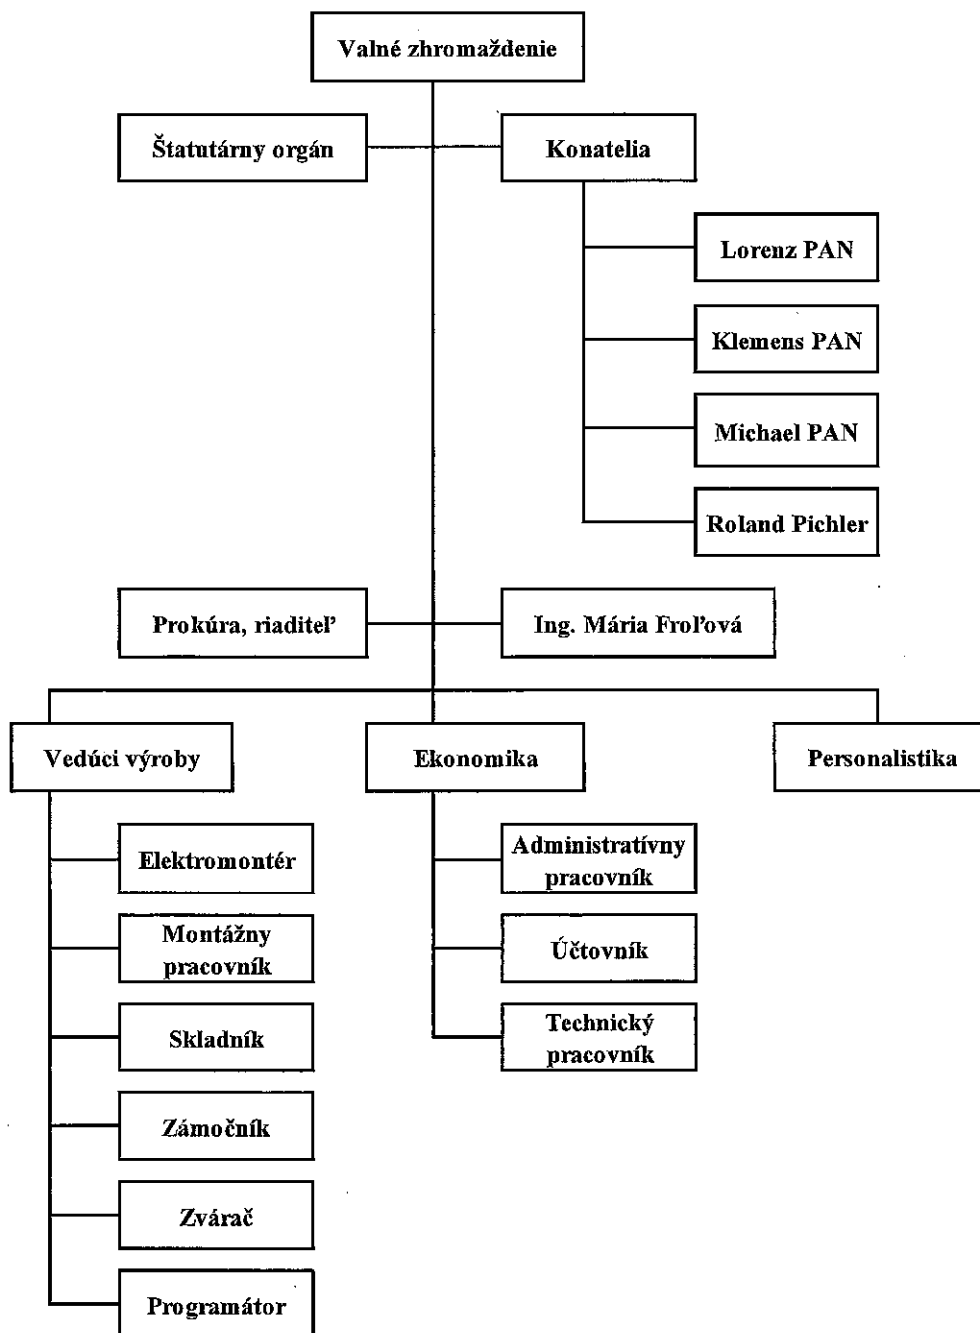 Valné zhromaždenie
Štatutárny orgán
Konatelia
Lorenz PAN
Klemens PAN
Michael PAN
Roland Pichler
Prokúra, riaditeľ
Ing. Mária Froľová
Vedúci výroby
Ekonomika
Personalistika
Elektromontér
Montážny
pracovník
Skladník
Zámočník
Zvárač
Programátor
Administratívny
pracovník
Účtovník
Technický
pracovník